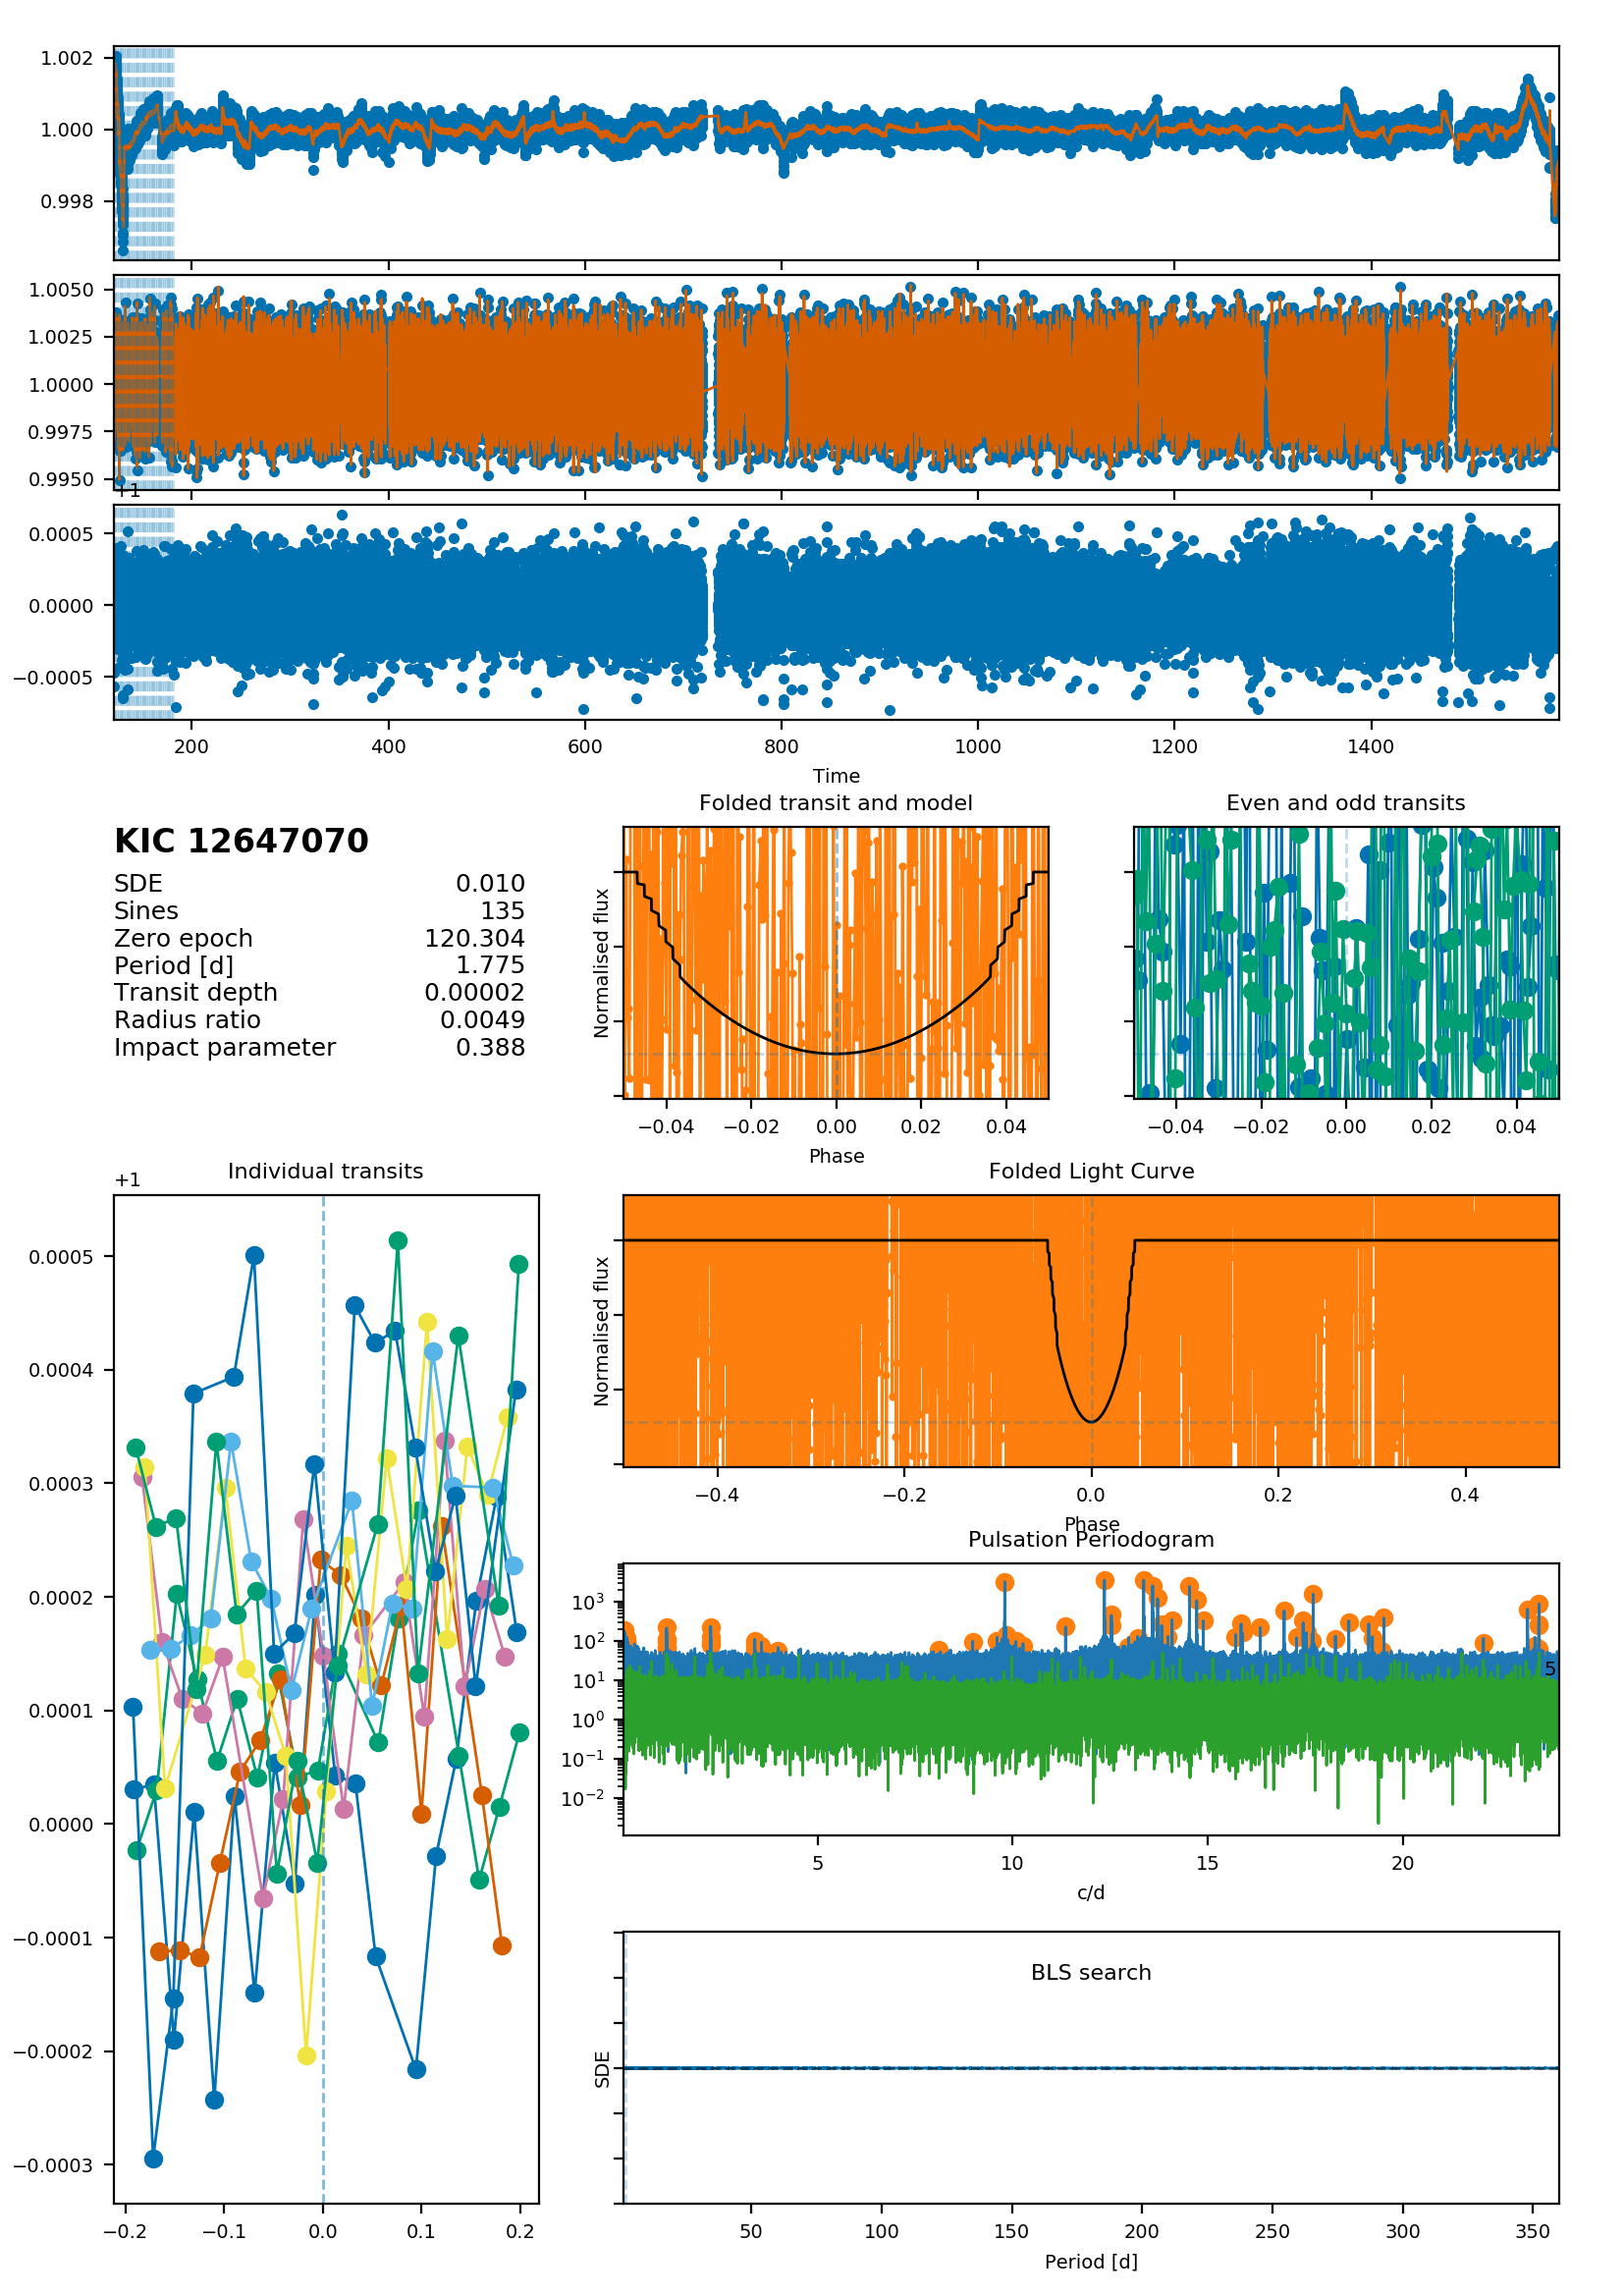 1.002
1.000
0.998
1.0050
1.0025
1.0000
0.9975
0.9950
+1
0.0005
0.0000
−0.0005
200 400 600 800 1000 1200 1400
Time
KIC 12647070
SDE 0.010
Sines 135
Zero epoch 120.304
Period [d] 1.775
Transit depth 0.00002
Radius ratio 0.0049
Impact parameter 0.388
Folded transit and model
Normalised flux
−0.04 −0.02 0.00 0.02 0.04
Phase
Even and odd transits
−0.04 −0.02 0.00 0.02 0.04
Individual transits
+1
0.0005
0.0004
0.0003
0.0002
0.0001
0.0000
−0.0001
−0.0002
−0.0003
−0.2 −0.1 0.0 0.1 0.2
Folded Light Curve
Normalised flux
−0.4 −0.2 0.0 0.2 0.4
Phase
Pulsation Periodogram
10³
10²
10¹
10⁰
10⁻¹
10⁻²
5
5 10 15 20
c/d
BLS search
SDE
50 100 150 200 250 300 350
Period [d]